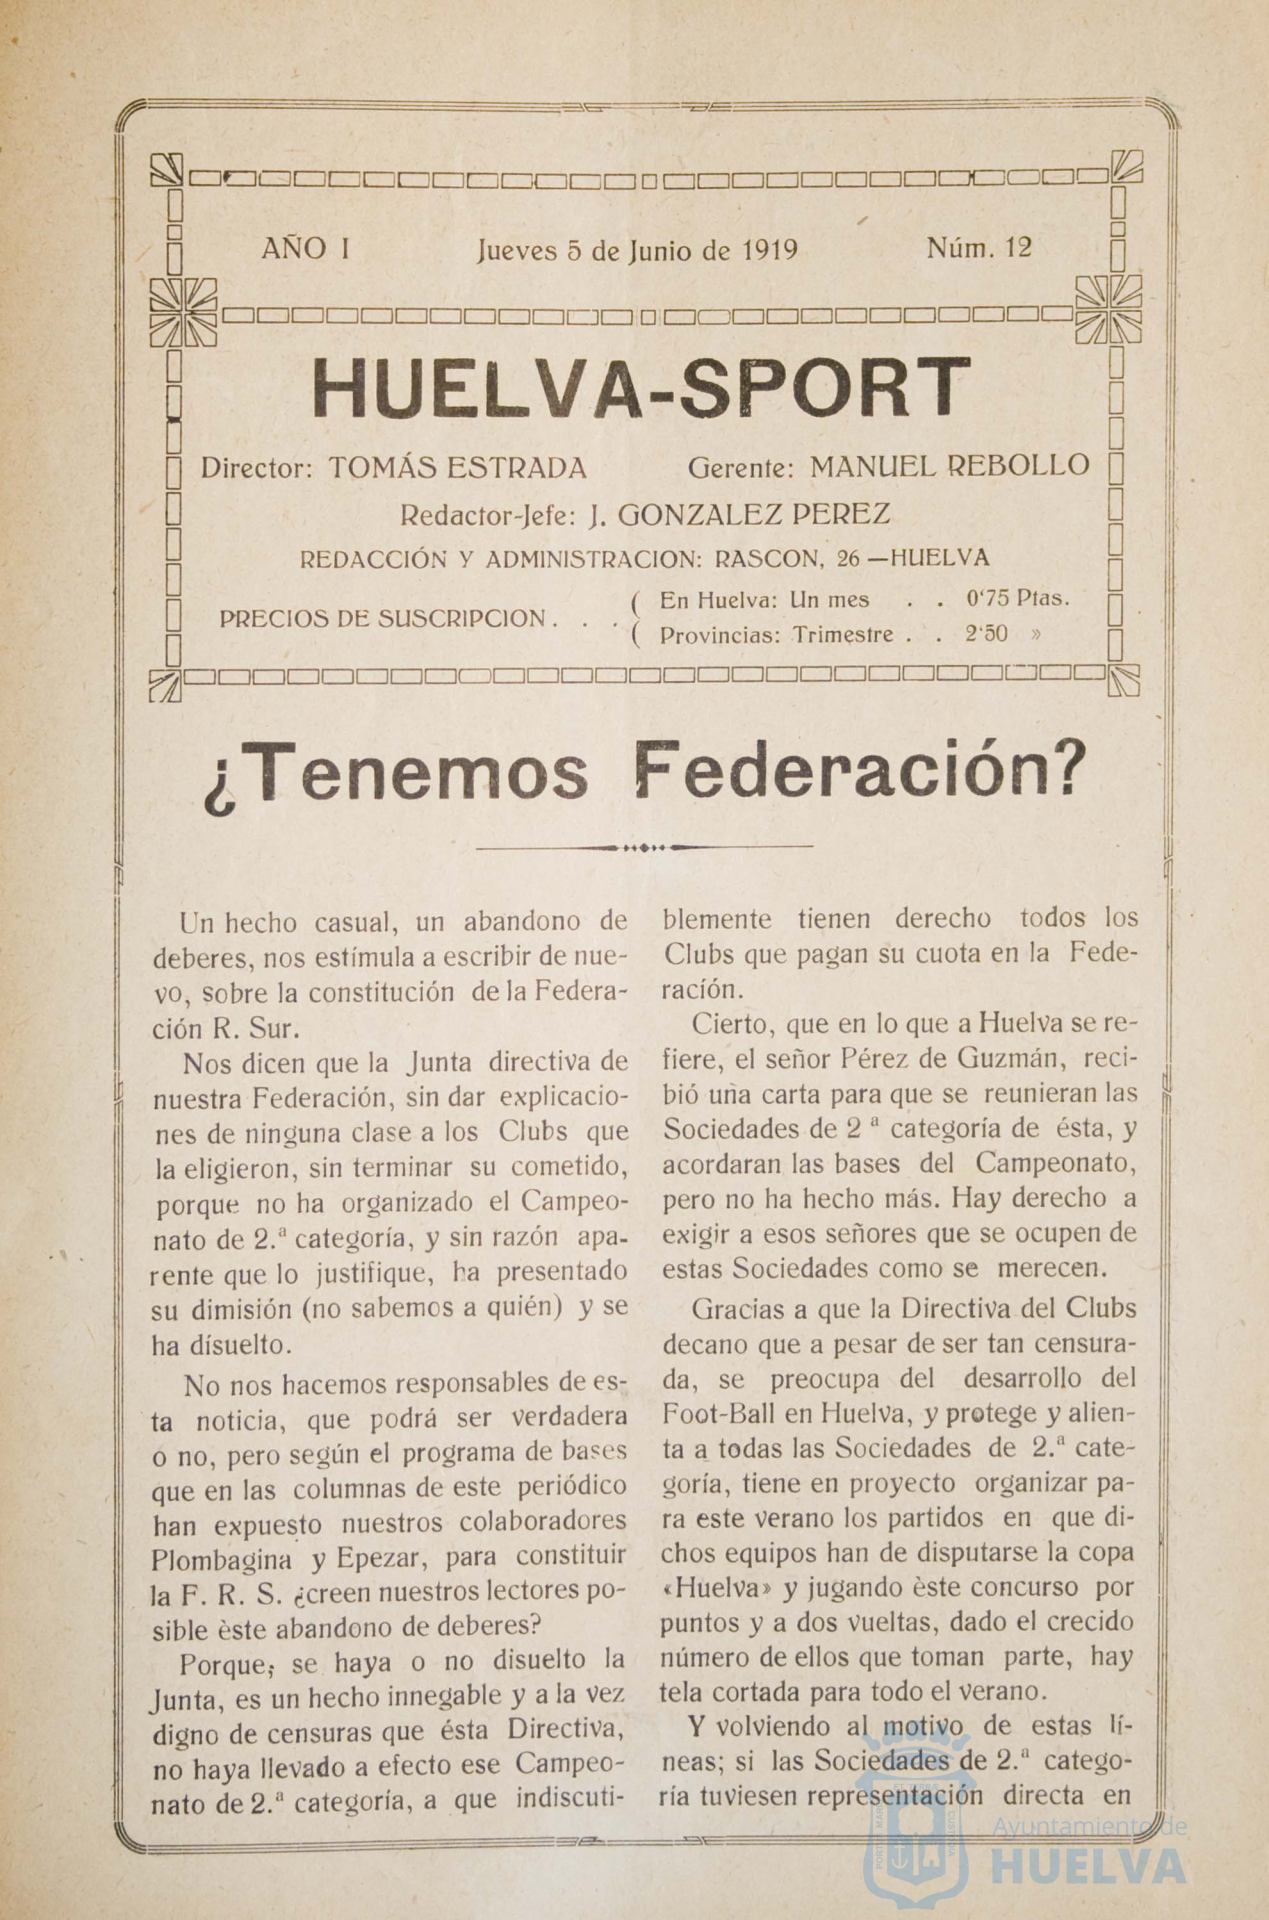 AÑO I Jueves 5 de Junio de 1919 Núm. 12
HUELVA-SPORT
Director: TOMÁS ESTRADA Gerente: MANUEL REBOLLO
Redactor-Jefe: J. GONZALEZ PEREZ
REDACCIÓN Y ADMINISTRACION: RASCON, 26 —HUELVA
PRECIOS DE SUSCRIPCION . . .
( En Huelva: Un mes . . 0'75 Ptas.
( Provincias: Trimestre . . 2'50 »
¿Tenemos Federación?
Un hecho casual, un abandono de
deberes, nos estímula a escribir de nue-
vo, sobre la constitución de la Federa-
ción R. Sur.
Nos dicen que la Junta directiva de
nuestra Federación, sin dar explicacio-
nes de ninguna clase a los Clubs que
la eligieron, sin terminar su cometido,
porque no ha organizado el Campeo-
nato de 2.ª categoría, y sin razón apa-
rente que lo justifique, ha presentado
su dimisión (no sabemos a quién) y se
ha dísuelto.
No nos hacemos responsables de es-
ta noticia, que podrá ser verdadera
o no, pero según el programa de bases
que en las columnas de este periódico
han expuesto nuestros colaboradores
Plombagina y Epezar, para constituir
la F. R. S. ¿creen nuestros lectores po-
sible èste abandono de deberes?
Porque, se haya o no disuelto la
Junta, es un hecho innegable y a la vez
digno de censuras que ésta Directiva,
no haya llevado a efecto ese Campeo-
nato de 2.ª categoría, a que indiscuti-
blemente tienen derecho todos los
Clubs que pagan su cuota en la Fede-
racíón.
Cierto, que en lo que a Huelva se re-
fiere, el señor Pérez de Guzmán, reci-
bió una carta para que se reunieran las
Sociedades de 2 ª categoría de ésta, y
acordaran las bases del Campeonato,
pero no ha hecho más. Hay derecho a
exigir a esos señores que se ocupen de
estas Sociedades como se merecen.
Gracias a que la Directiva del Clubs
decano que a pesar de ser tan censura-
da, se preocupa del desarrollo del
Foot-Ball en Huelva, y protege y alien-
ta a todas las Sociedades de 2.ª cate-
goría, tiene en proyecto organizar pa-
ra este verano los partidos en que di-
chos equipos han de disputarse la copa
«Huelva» y jugando èste concurso por
puntos y a dos vueltas, dado el crecido
número de ellos que toman parte, hay
tela cortada para todo el verano.
Y volviendo al motivo de estas lí-
neas; si las Sociedades de 2.ª catego-
ría tuviesen representación directa en
Ayuntamiento de
HUELVA